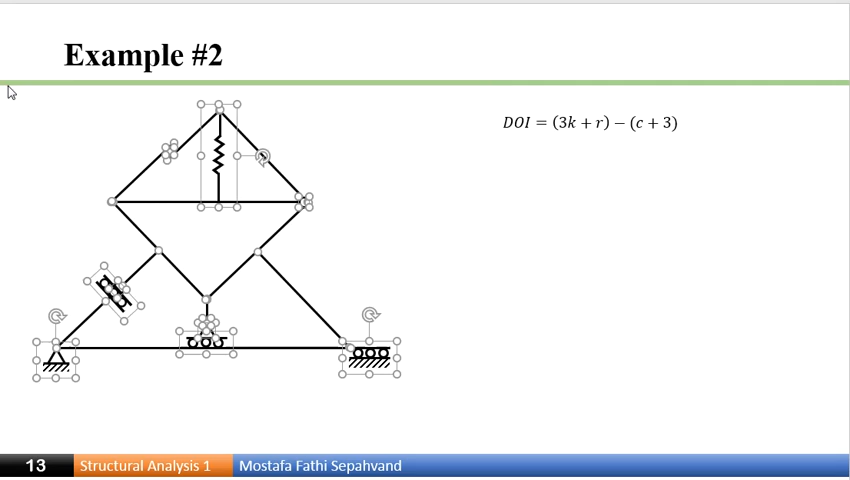 Example #2
DOI = (3k + r) − (c + 3)
13 Structural Analysis 1 Mostafa Fathi Sepahvand